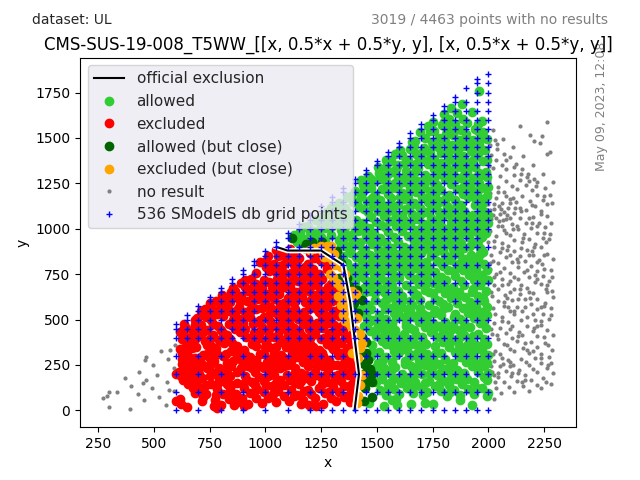 dataset: UL
3019 / 4463 points with no results
CMS-SUS-19-008_T5WW_[[x, 0.5*x + 0.5*y, y], [x, 0.5*x + 0.5*y, y]]
official exclusion
allowed
excluded
allowed (but close)
excluded (but close)
no result
536 SModelS db grid points
May 09, 2023, 12:08
y
1750
1500
1250
1000
750
500
250
0
250
500
750
1000
1250
1500
1750
2000
2250
x